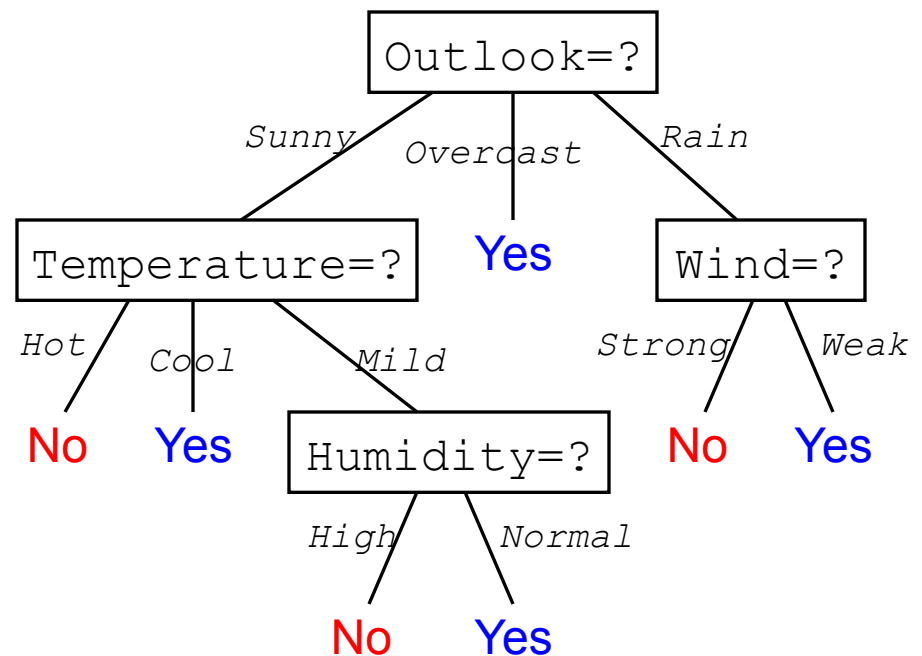 Outlook=?
Sunny Overcast Rain
Temperature=? Yes Wind=?
Hot Cool Mild Strong Weak
No Yes Humidity=? No Yes
High Normal
No Yes